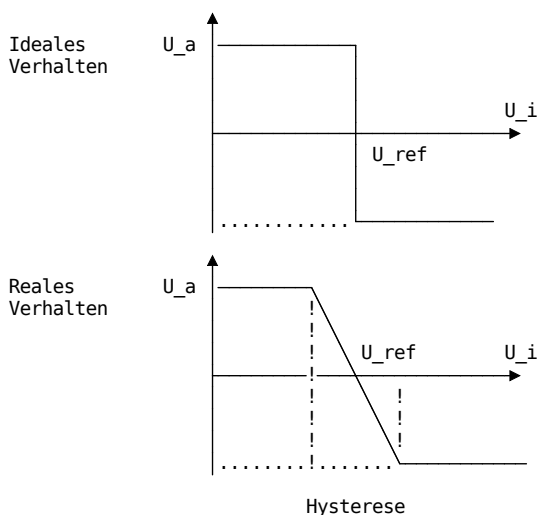 Ideales U_a
Verhalten
U_i
U_ref
Reales U_a
Verhalten
U_ref U_i
Hysterese